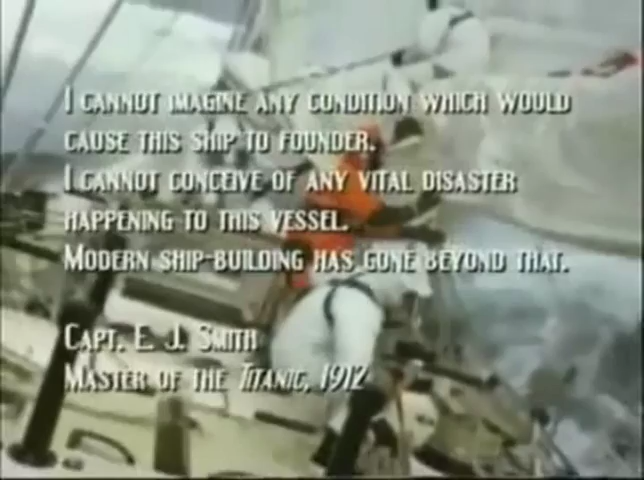 I CANNOT IMAGINE ANY CONDITION WHICH WOULD
CAUSE THIS SHIP TO FOUNDER.
I CANNOT CONCEIVE OF ANY VITAL DISASTER
HAPPENING TO THIS VESSEL.
MODERN SHIP-BUILDING HAS GONE BEYOND THAT.
CAPT. E. J. SMITH
MASTER OF THE TITANIC, 1912